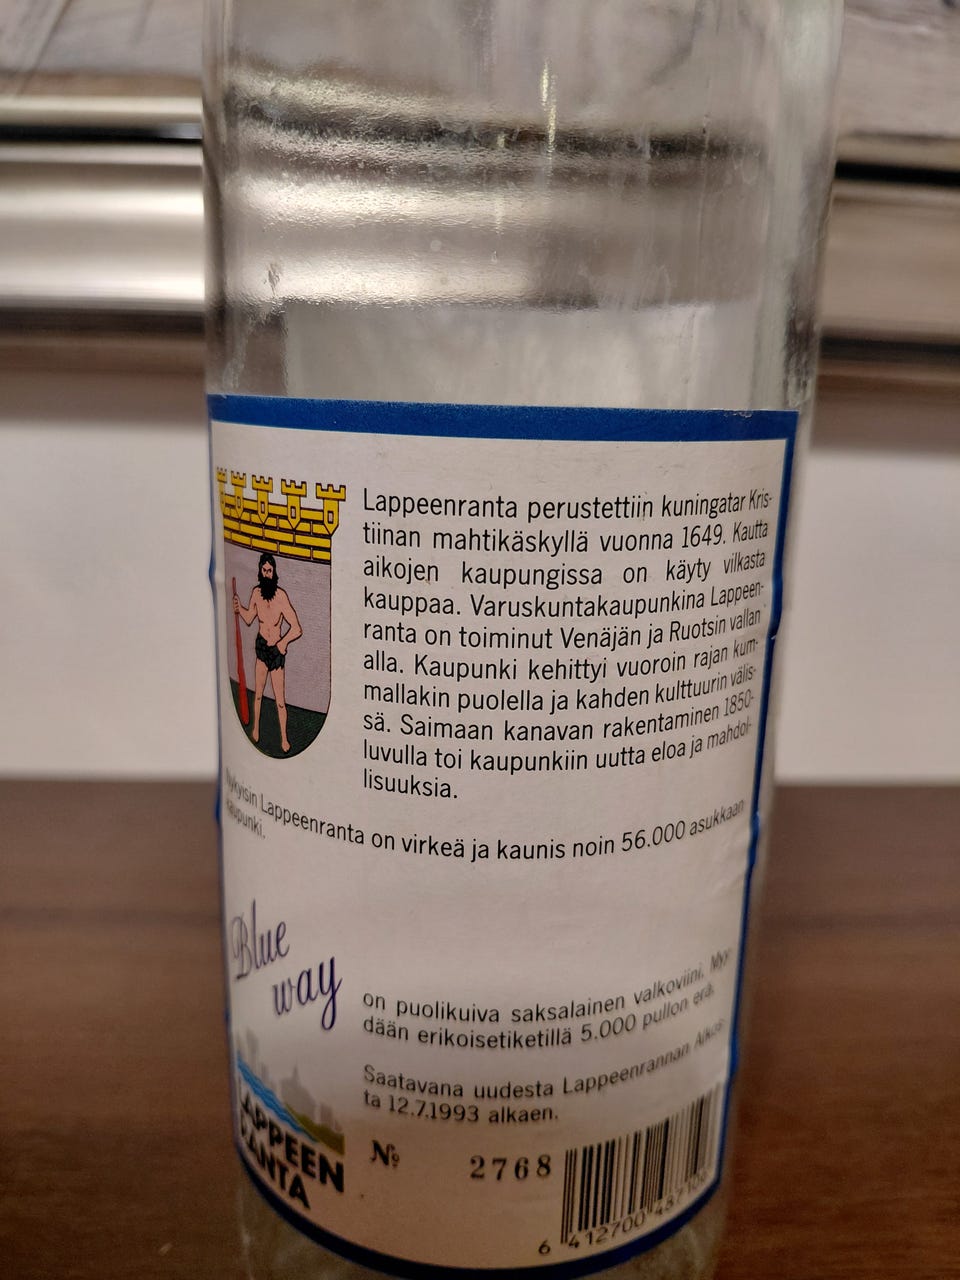 Lappeenranta perustettiin kuningatar Kris-
tiinan mahtikäskyllä vuonna 1649. Kautta
aikojen kaupungissa on käyty vilkasta
kauppaa. Varuskuntakaupunkina Lappeen-
ranta on toiminut Venäjän ja Ruotsin vallan
alla. Kaupunki kehittyi vuoroin rajan kum-
mallakin puolella ja kahden kulttuurin välis-
sä. Saimaan kanavan rakentaminen 1850-
luvulla toi kaupunkiin uutta eloa ja mahdol-
lisuuksia.
Nykyisin Lappeenranta on virkeä ja kaunis noin 56.000 asukkaan
kaupunki.
Blue
way
on puolikuiva saksalainen valkoviini. Myy-
dään erikoisetiketillä 5.000 pullon erä.
Saatavana uudesta Lappeenrannan Alkos-
ta 12.7.1993 alkaen.
LAPPEEN
RANTA
№ 2768
6 412700